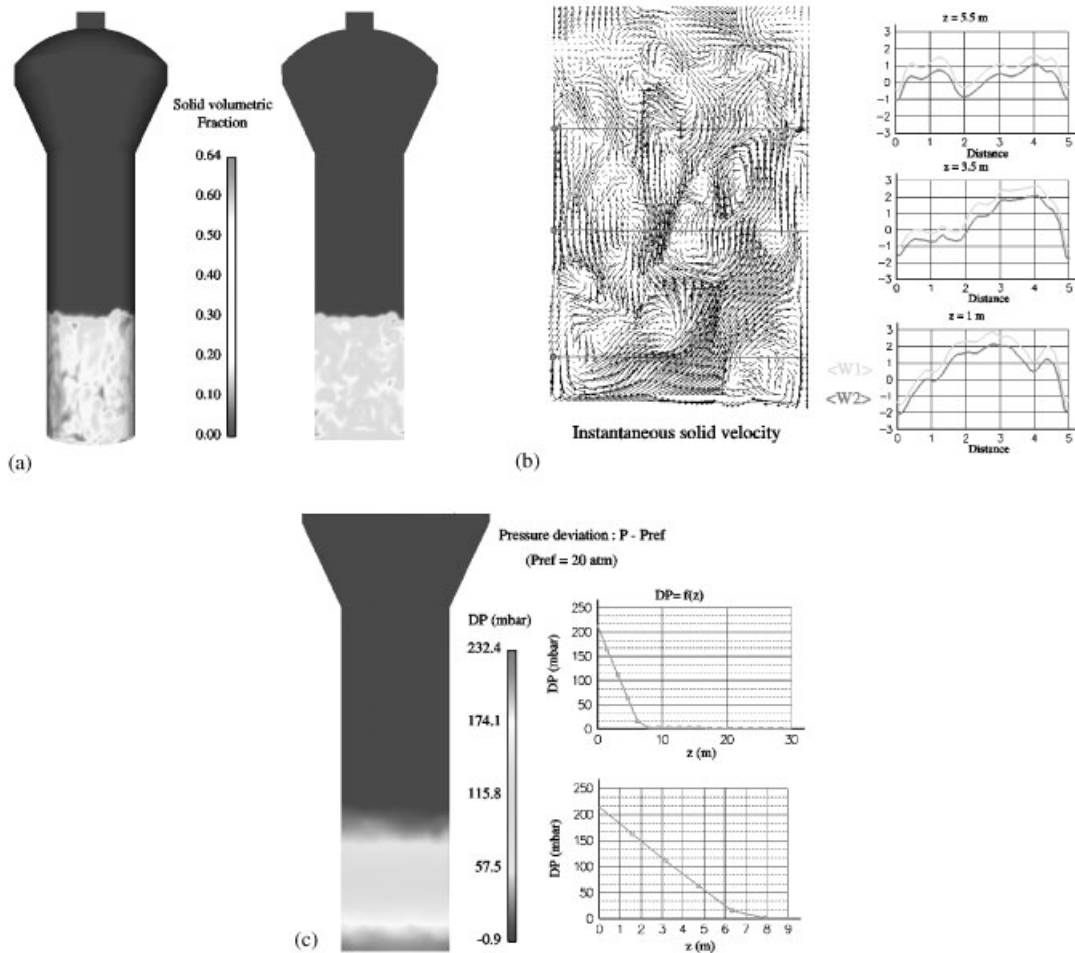 (a)
Solid volumetric
Fraction
0.64
0.60
0.50
0.40
0.30
0.20
0.10
0.00
(b)
Instantaneous solid velocity
z = 5.5 m
3
2
1
0
-1
-2
-3
0 1 2 3 4 5
Distance
z = 3.5 m
3
2
1
0
-1
-2
-3
0 1 2 3 4 5
Distance
z = 1 m
3
2
1
0
-1
-2
-3
0 1 2 3 4 5
Distance
<W1>
<W2>
(c)
Pressure deviation : P - Pref
(Pref = 20 atm)
DP (mbar)
232.4
174.1
115.8
57.5
-0.9
DP= f(z)
DP (mbar)
250
200
150
100
50
0
0 10 20 30
z (m)
DP (mbar)
250
200
150
100
50
0
0 1 2 3 4 5 6 7 8 9
z (m)